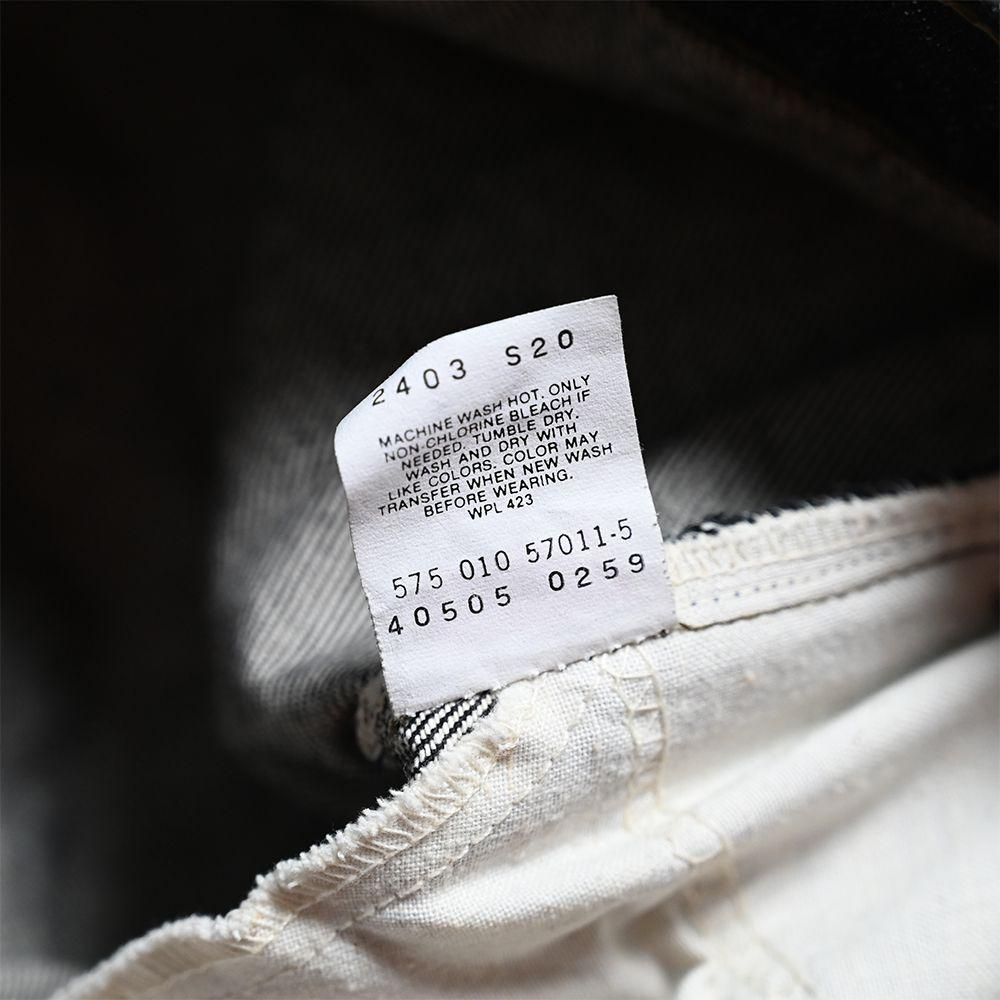 2403 S20
MACHINE WASH HOT. ONLY
NON-CHLORINE BLEACH IF
NEEDED. TUMBLE DRY.
WASH AND DRY WITH
LIKE COLORS. COLOR MAY
TRANSFER WHEN NEW WASH
BEFORE WEARING.
WPL 423
575 010 57011-5
40505 0259